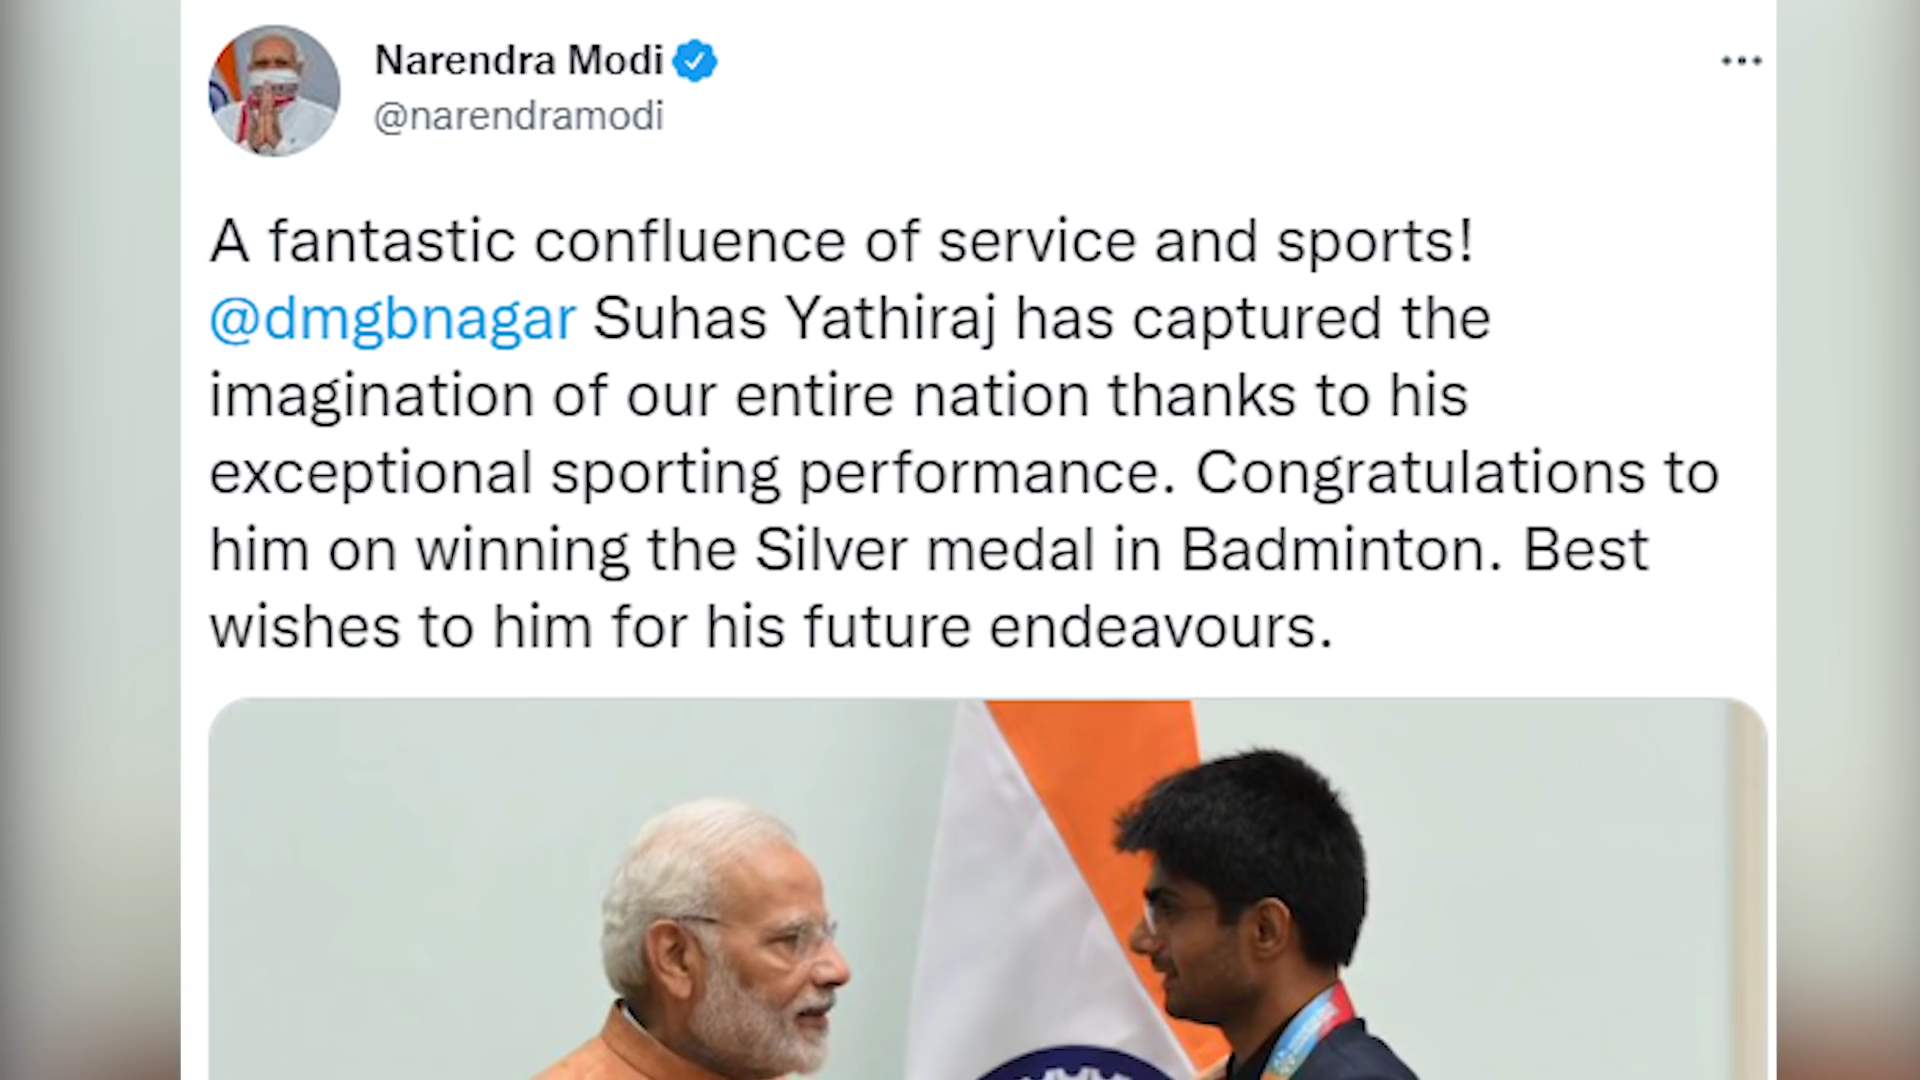 Narendra Modi
@narendramodi
A fantastic confluence of service and sports!
@dmgbnagar Suhas Yathiraj has captured the
imagination of our entire nation thanks to his
exceptional sporting performance. Congratulations to
him on winning the Silver medal in Badminton. Best
wishes to him for his future endeavours.